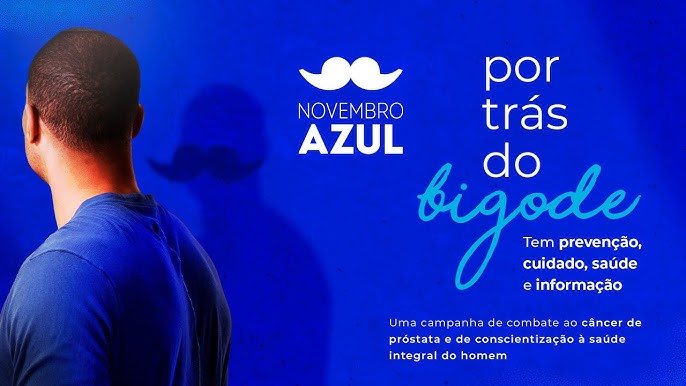 NOVEMBRO
AZUL
por
trás
do
bigode
Tem prevenção,
cuidado, saúde
e informação
Uma campanha de combate ao câncer de
próstata e de conscientização à saúde
integral do homem